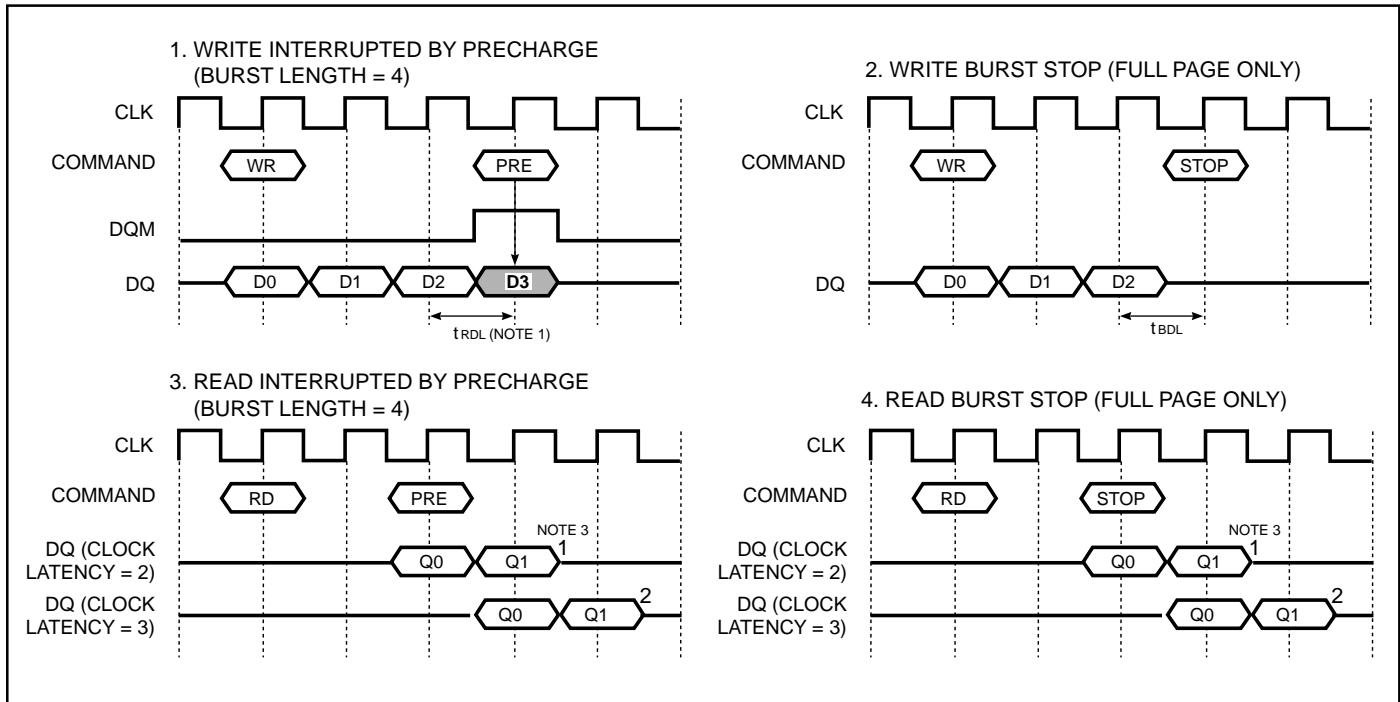 1. WRITE INTERRUPTED BY PRECHARGE
(BURST LENGTH = 4)
CLK
COMMAND
WR
PRE
DQM
DQ
D0
D1
D2
D3
tRDL (NOTE 1)
2. WRITE BURST STOP (FULL PAGE ONLY)
CLK
COMMAND
WR
STOP
DQ
D0
D1
D2
tBDL
3. READ INTERRUPTED BY PRECHARGE
(BURST LENGTH = 4)
CLK
COMMAND
RD
PRE
NOTE 3
DQ (CLOCK
LATENCY = 2)
Q0
Q1
1
DQ (CLOCK
LATENCY = 3)
Q0
Q1
2
4. READ BURST STOP (FULL PAGE ONLY)
CLK
COMMAND
RD
STOP
NOTE 3
DQ (CLOCK
LATENCY = 2)
Q0
Q1
1
DQ (CLOCK
LATENCY = 3)
Q0
Q1
2